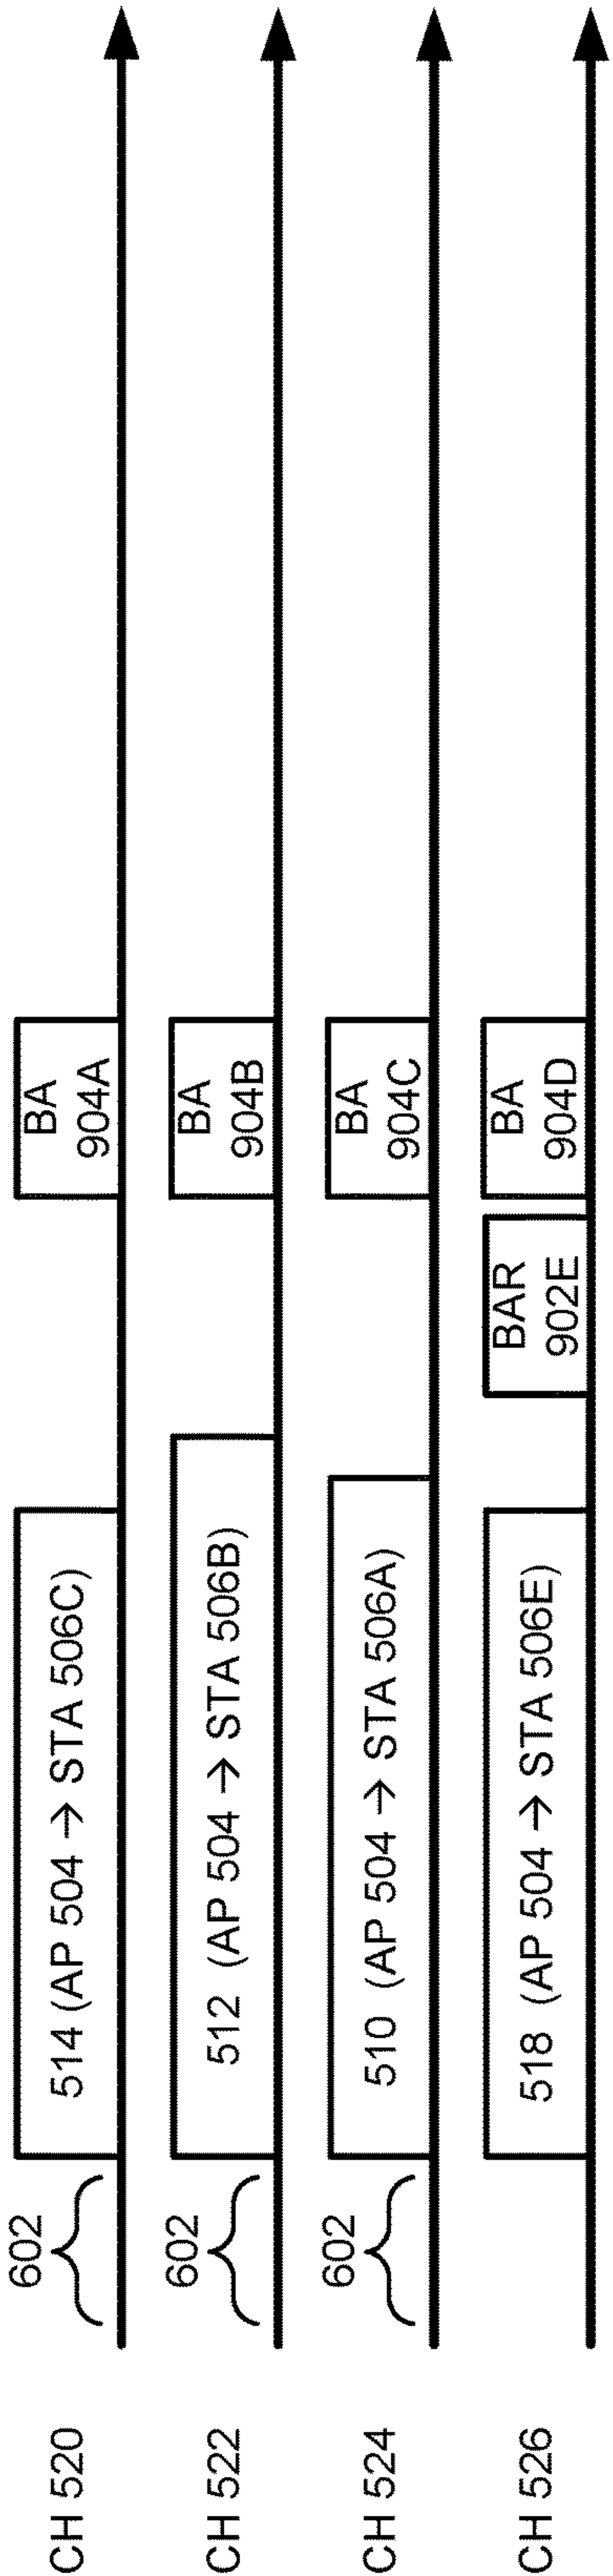 CH 520
602
514 (AP 504 → STA 506C)
BA
904A
CH 522
602
512 (AP 504 → STA 506B)
BA
904B
CH 524
602
510 (AP 504 → STA 506A)
BA
904C
CH 526
518 (AP 504 → STA 506E)
BAR
902E
BA
904D